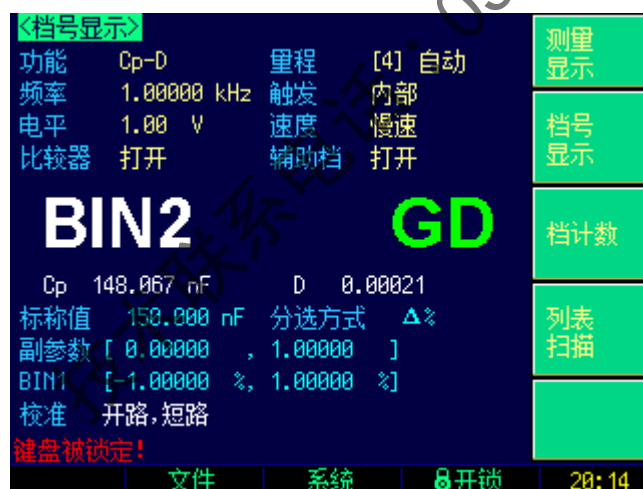 <档号显示>
功能 Cp-D 量程 [4] 自动
频率 1.00000 kHz 触发 内部
电平 1.00 V 速度 慢速
比较器 打开 辅助档 打开
BIN2 GD
Cp 148.067 nF D 0.00021
标称值 150.000 nF 分选方式 Δ%
副参数 [ 0.00000 , 1.00000 ]
BIN1 [-1.00000 %, 1.00000 %]
校准 开路,短路
键盘被锁定!
测量
显示
档号
显示
档计数
列表
扫描
文件 系统 开锁 20:14